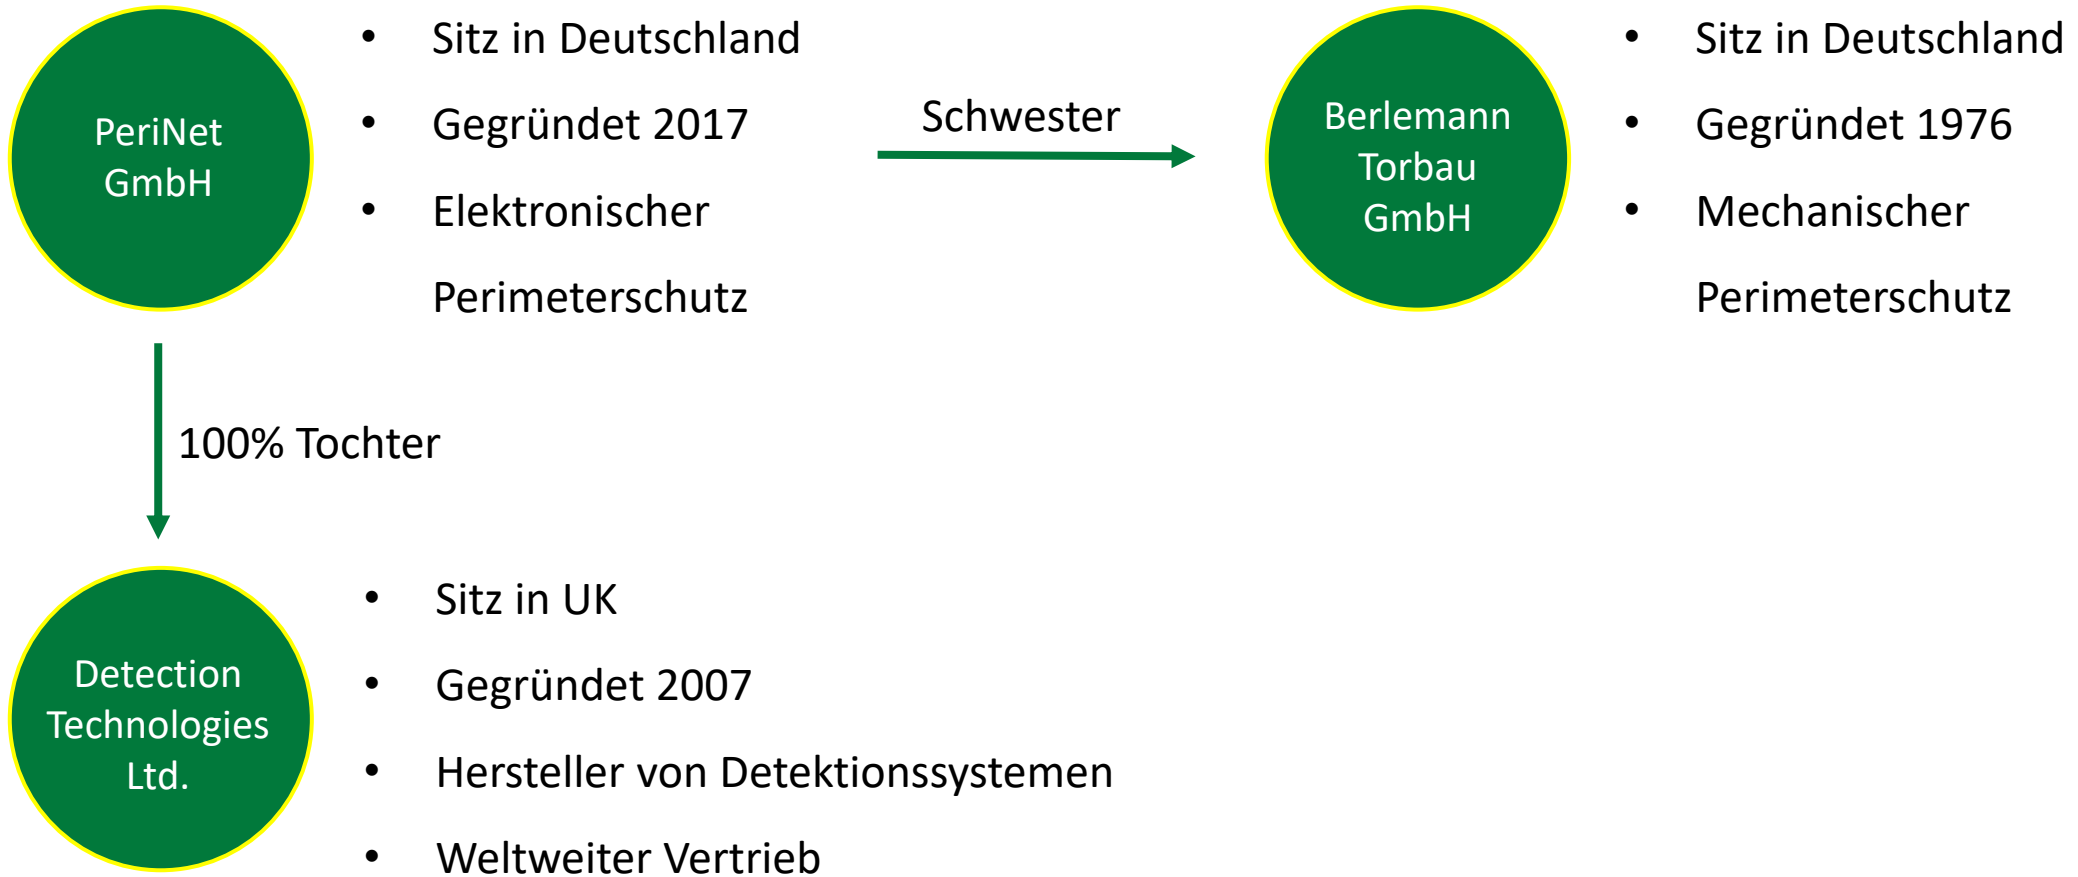 PeriNet
GmbH
• Sitz in Deutschland
• Gegründet 2017
• Elektronischer
Perimeterschutz
Schwester
Berlemann
Torbau
GmbH
• Sitz in Deutschland
• Gegründet 1976
• Mechanischer
Perimeterschutz
100% Tochter
Detection
Technologies
Ltd.
• Sitz in UK
• Gegründet 2007
• Hersteller von Detektionssystemen
• Weltweiter Vertrieb